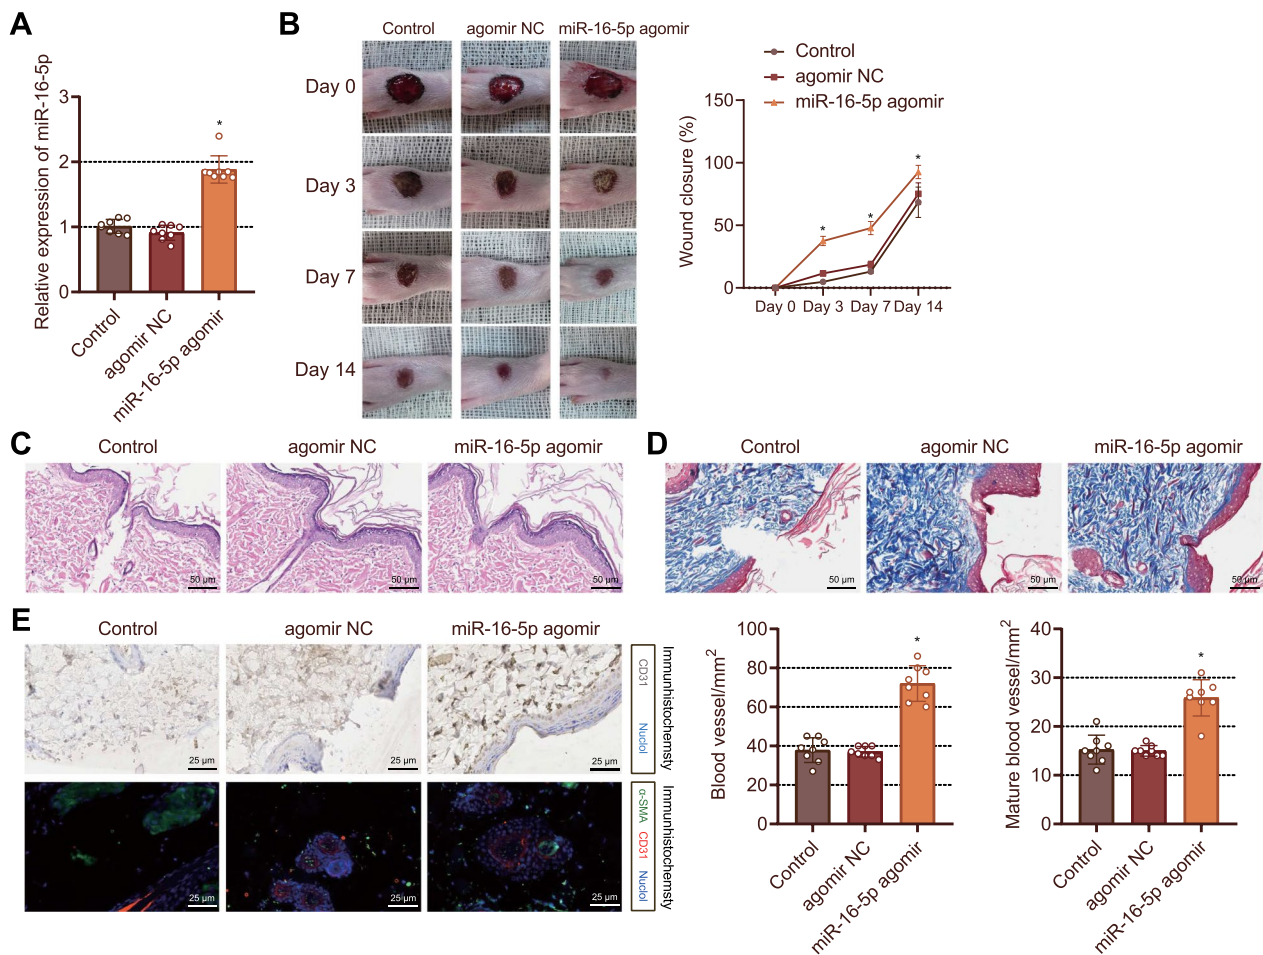 A
Relative expression of miR-16-5p
3
2
1
0
*
Control
agomir NC
miR-16-5p agomir
B
Control
agomir NC
miR-16-5p agomir
Day 0
Day 3
Day 7
Day 14
Control
agomir NC
miR-16-5p agomir
Wound closure (%)
150
100
50
0
*
*
*
Day 0
Day 3
Day 7
Day 14
C
Control
agomir NC
miR-16-5p agomir
50 µm
50 µm
50 µm
D
Control
agomir NC
miR-16-5p agomir
50 µm
50 µm
50 µm
E
Control
agomir NC
miR-16-5p agomir
25 µm
25 µm
25 µm
CD31 Nuclol
Immunhistochemsty
25 µm
25 µm
25 µm
α-SMA CD31 Nuclol
Immunhistochemsty
Blood vessel/mm²
100
80
60
40
20
0
*
Control
agomir NC
miR-16-5p agomir
Mature blood vessel/mm²
40
30
20
10
0
*
Control
agomir NC
miR-16-5p agomir